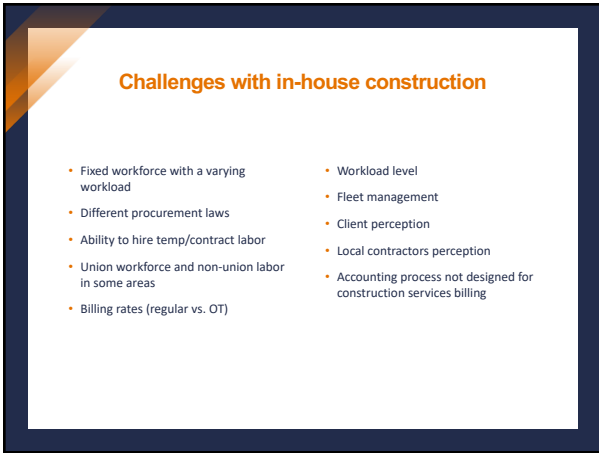 Challenges with in-house construction
• Fixed workforce with a varying
workload
• Different procurement laws
• Ability to hire temp/contract labor
• Union workforce and non-union labor
in some areas
• Billing rates (regular vs. OT)
• Workload level
• Fleet management
• Client perception
• Local contractors perception
• Accounting process not designed for
construction services billing